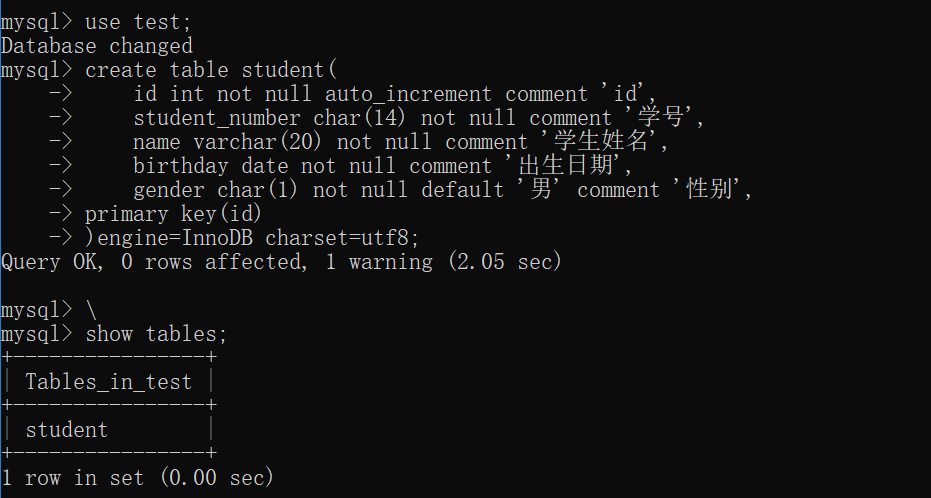 mysql> use test;
Database changed
mysql> create table student(
    ->     id int not null auto_increment comment 'id',
    ->     student_number char(14) not null comment '学号',
    ->     name varchar(20) not null comment '学生姓名',
    ->     birthday date not null comment '出生日期',
    ->     gender char(1) not null default '男' comment '性别',
    -> primary key(id)
    -> )engine=InnoDB charset=utf8;
Query OK, 0 rows affected, 1 warning (2.05 sec)
mysql> \
mysql> show tables;
+----------------+
| Tables_in_test |
+----------------+
| student        |
+----------------+
1 row in set (0.00 sec)